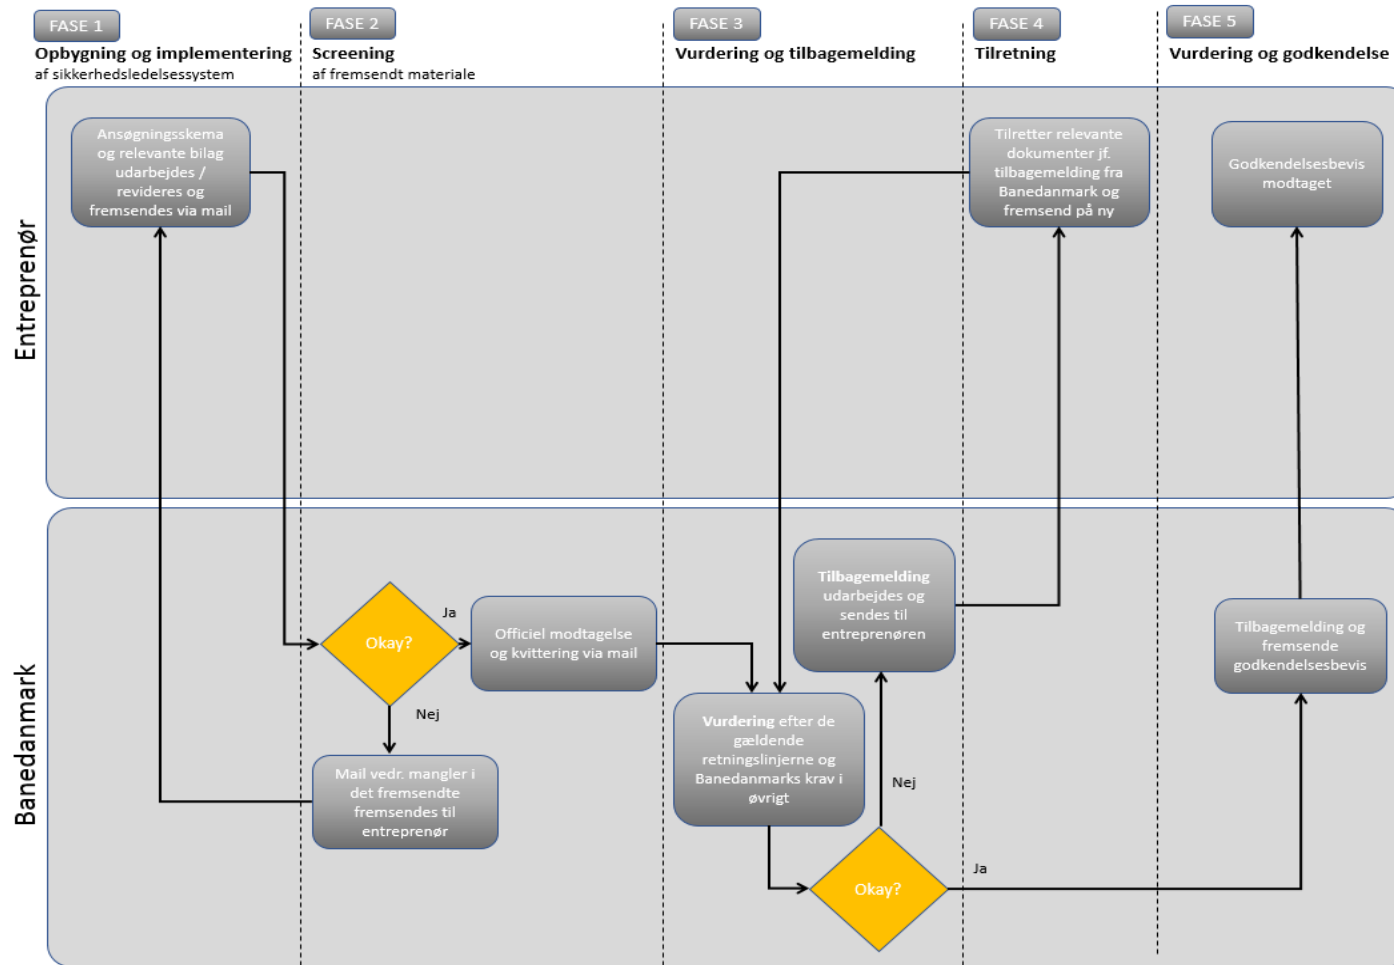 FASE 1
Opbygning og implementering
af sikkerhedsledelsessystem
FASE 2
Screening
af fremsendt materiale
FASE 3
Vurdering og tilbagemelding
FASE 4
Tilretning
FASE 5
Vurdering og godkendelse
Entreprenør
Ansøgningsskema
og relevante bilag
udarbejdes /
revideres og
fremsendes via mail
Tilretter relevante
dokumenter jf.
tilbagemelding fra
Banedanmark og
fremsend på ny
Godkendelsesbevis
modtaget
Banedanmark
Okay?
Ja
Nej
Officiel modtagelse
og kvittering via mail
Mail vedr. mangler i
det fremsendte
fremsendes til
entreprenør
Tilbagemelding
udarbejdes og
sendes til
entreprenøren
Vurdering efter de
gældende
retningslinjerne og
Banedanmarks krav i
øvrigt
Nej
Okay?
Ja
Tilbagemelding og
fremsende
godkendelsesbevis